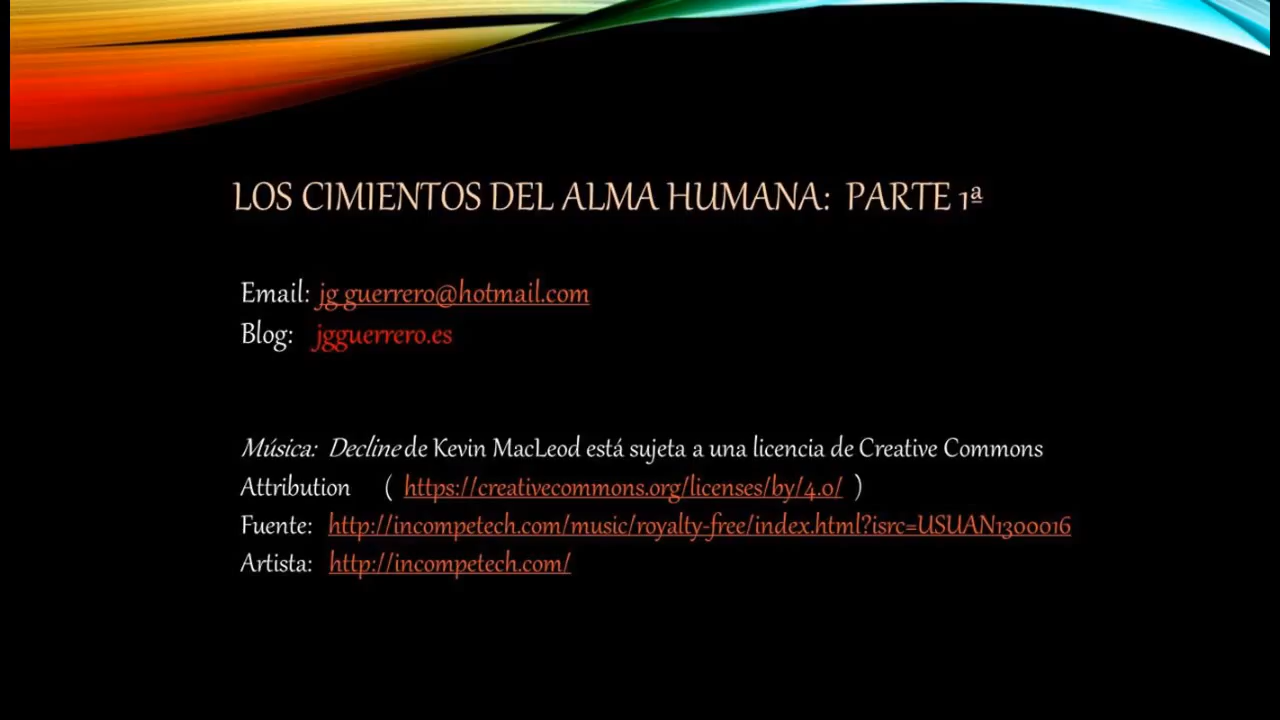 LOS CIMIENTOS DEL ALMA HUMANA: PARTE 1ª
Email: jg.guerrero@hotmail.com
Blog: jgguerrero.es
Música: Decline de Kevin MacLeod está sujeta a una licencia de Creative Commons
Attribution ( https://creativecommons.org/licenses/by/4.0/ )
Fuente: http://incompetech.com/music/royalty-free/index.html?isrc=USUAN1300016
Artista: http://incompetech.com/